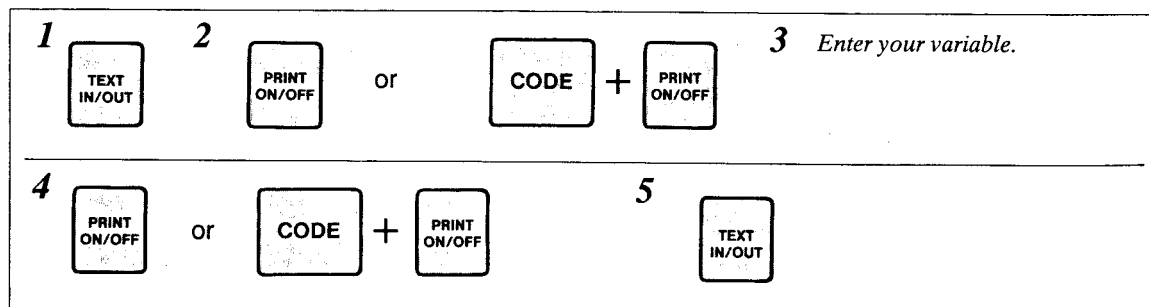 1 TEXT IN/OUT 2 PRINT ON/OFF or CODE + PRINT ON/OFF 3 Enter your variable.
4 PRINT ON/OFF or CODE + PRINT ON/OFF 5 TEXT IN/OUT